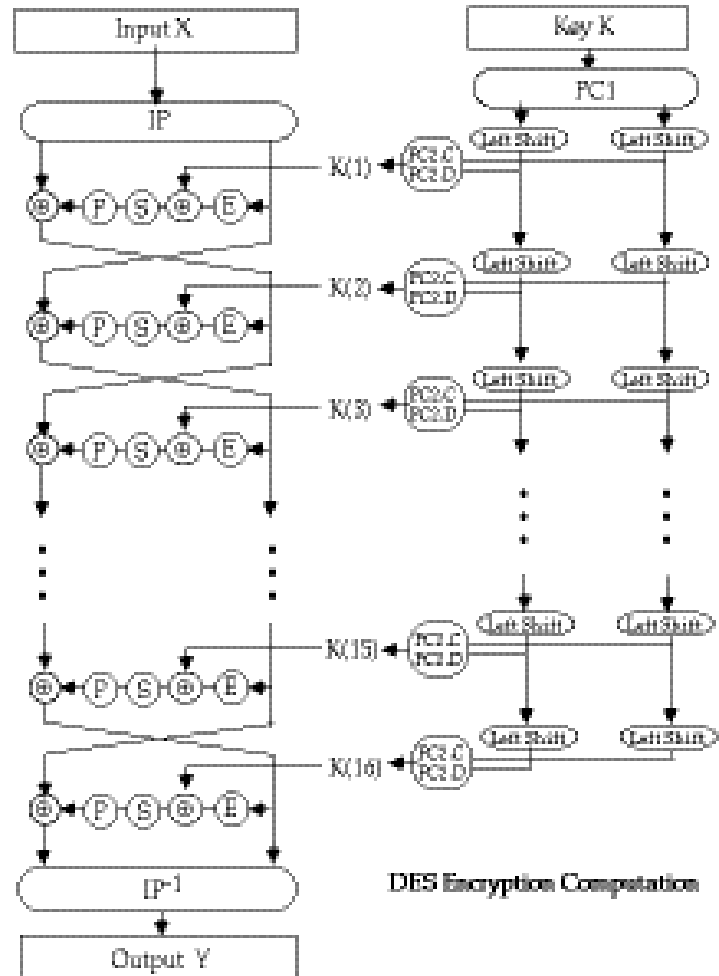 Input X
Key K
IP
PC1
Left Shift Left Shift
K(1) PC2.C
PC2.D
⊕ P S ⊕ E
Left Shift Left Shift
K(2) PC2.C
PC2.D
⊕ P S ⊕ E
Left Shift Left Shift
K(3) PC2.C
PC2.D
⊕ P S ⊕ E
Left Shift Left Shift
K(15) PC2.C
PC2.D
⊕ P S ⊕ E
Left Shift Left Shift
K(16) PC2.C
PC2.D
⊕ P S ⊕ E
IP-1
DES Encryption Computation
Output Y